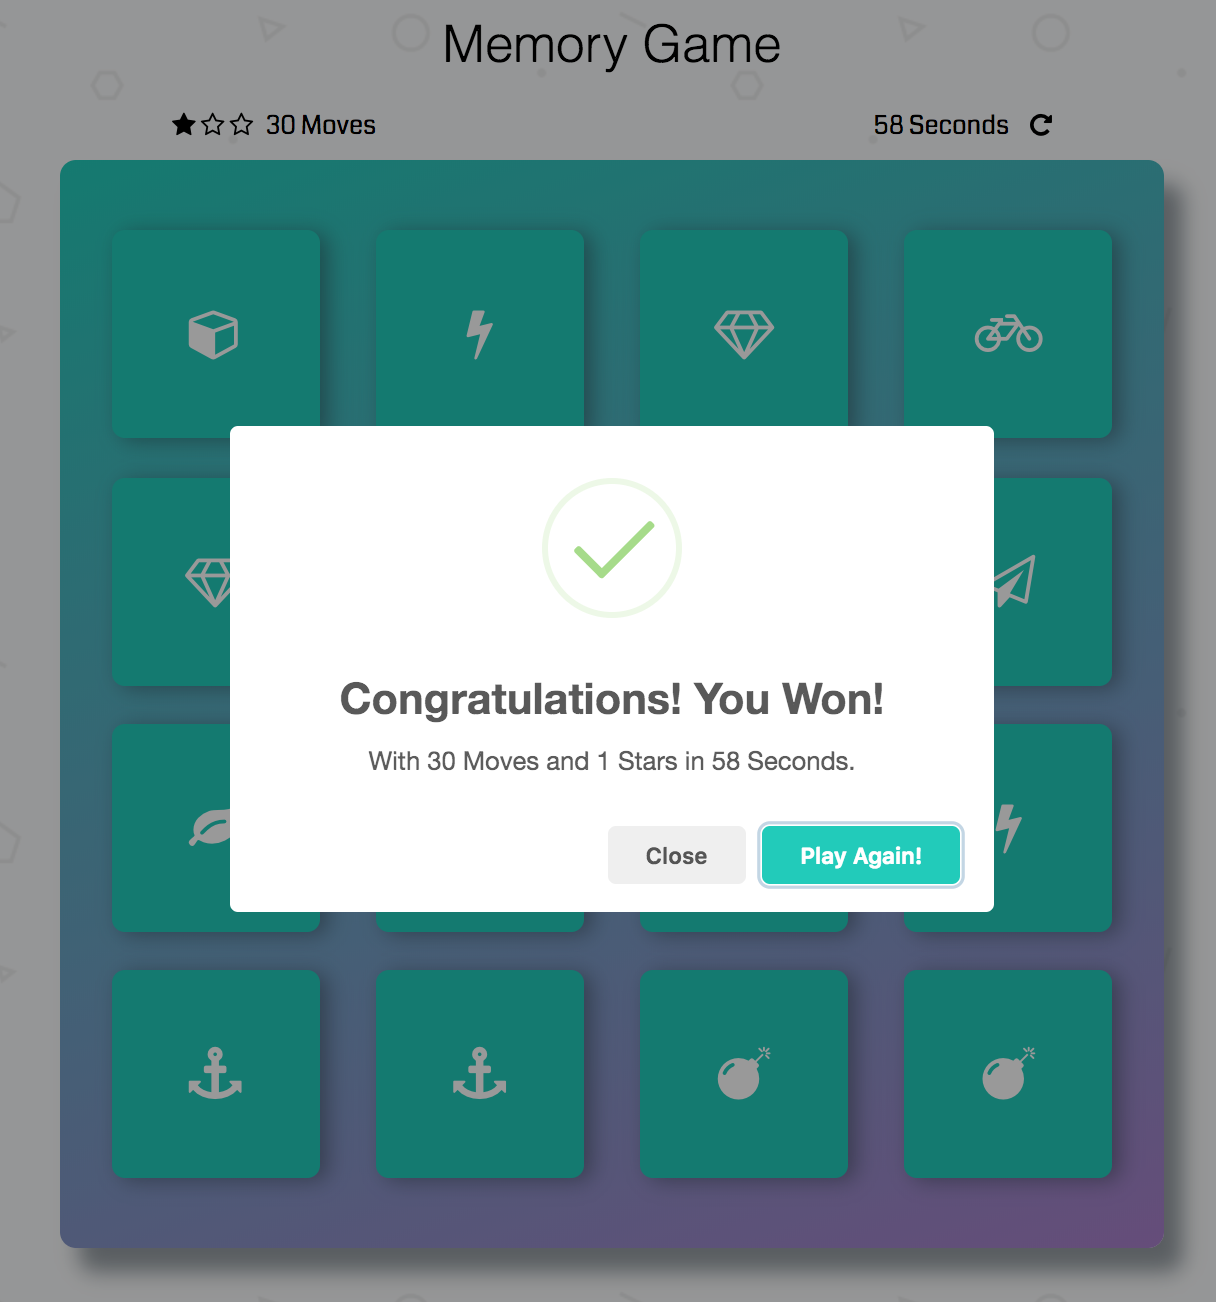 Memory Game
30 Moves
58 Seconds
Congratulations! You Won!
With 30 Moves and 1 Stars in 58 Seconds.
Close
Play Again!